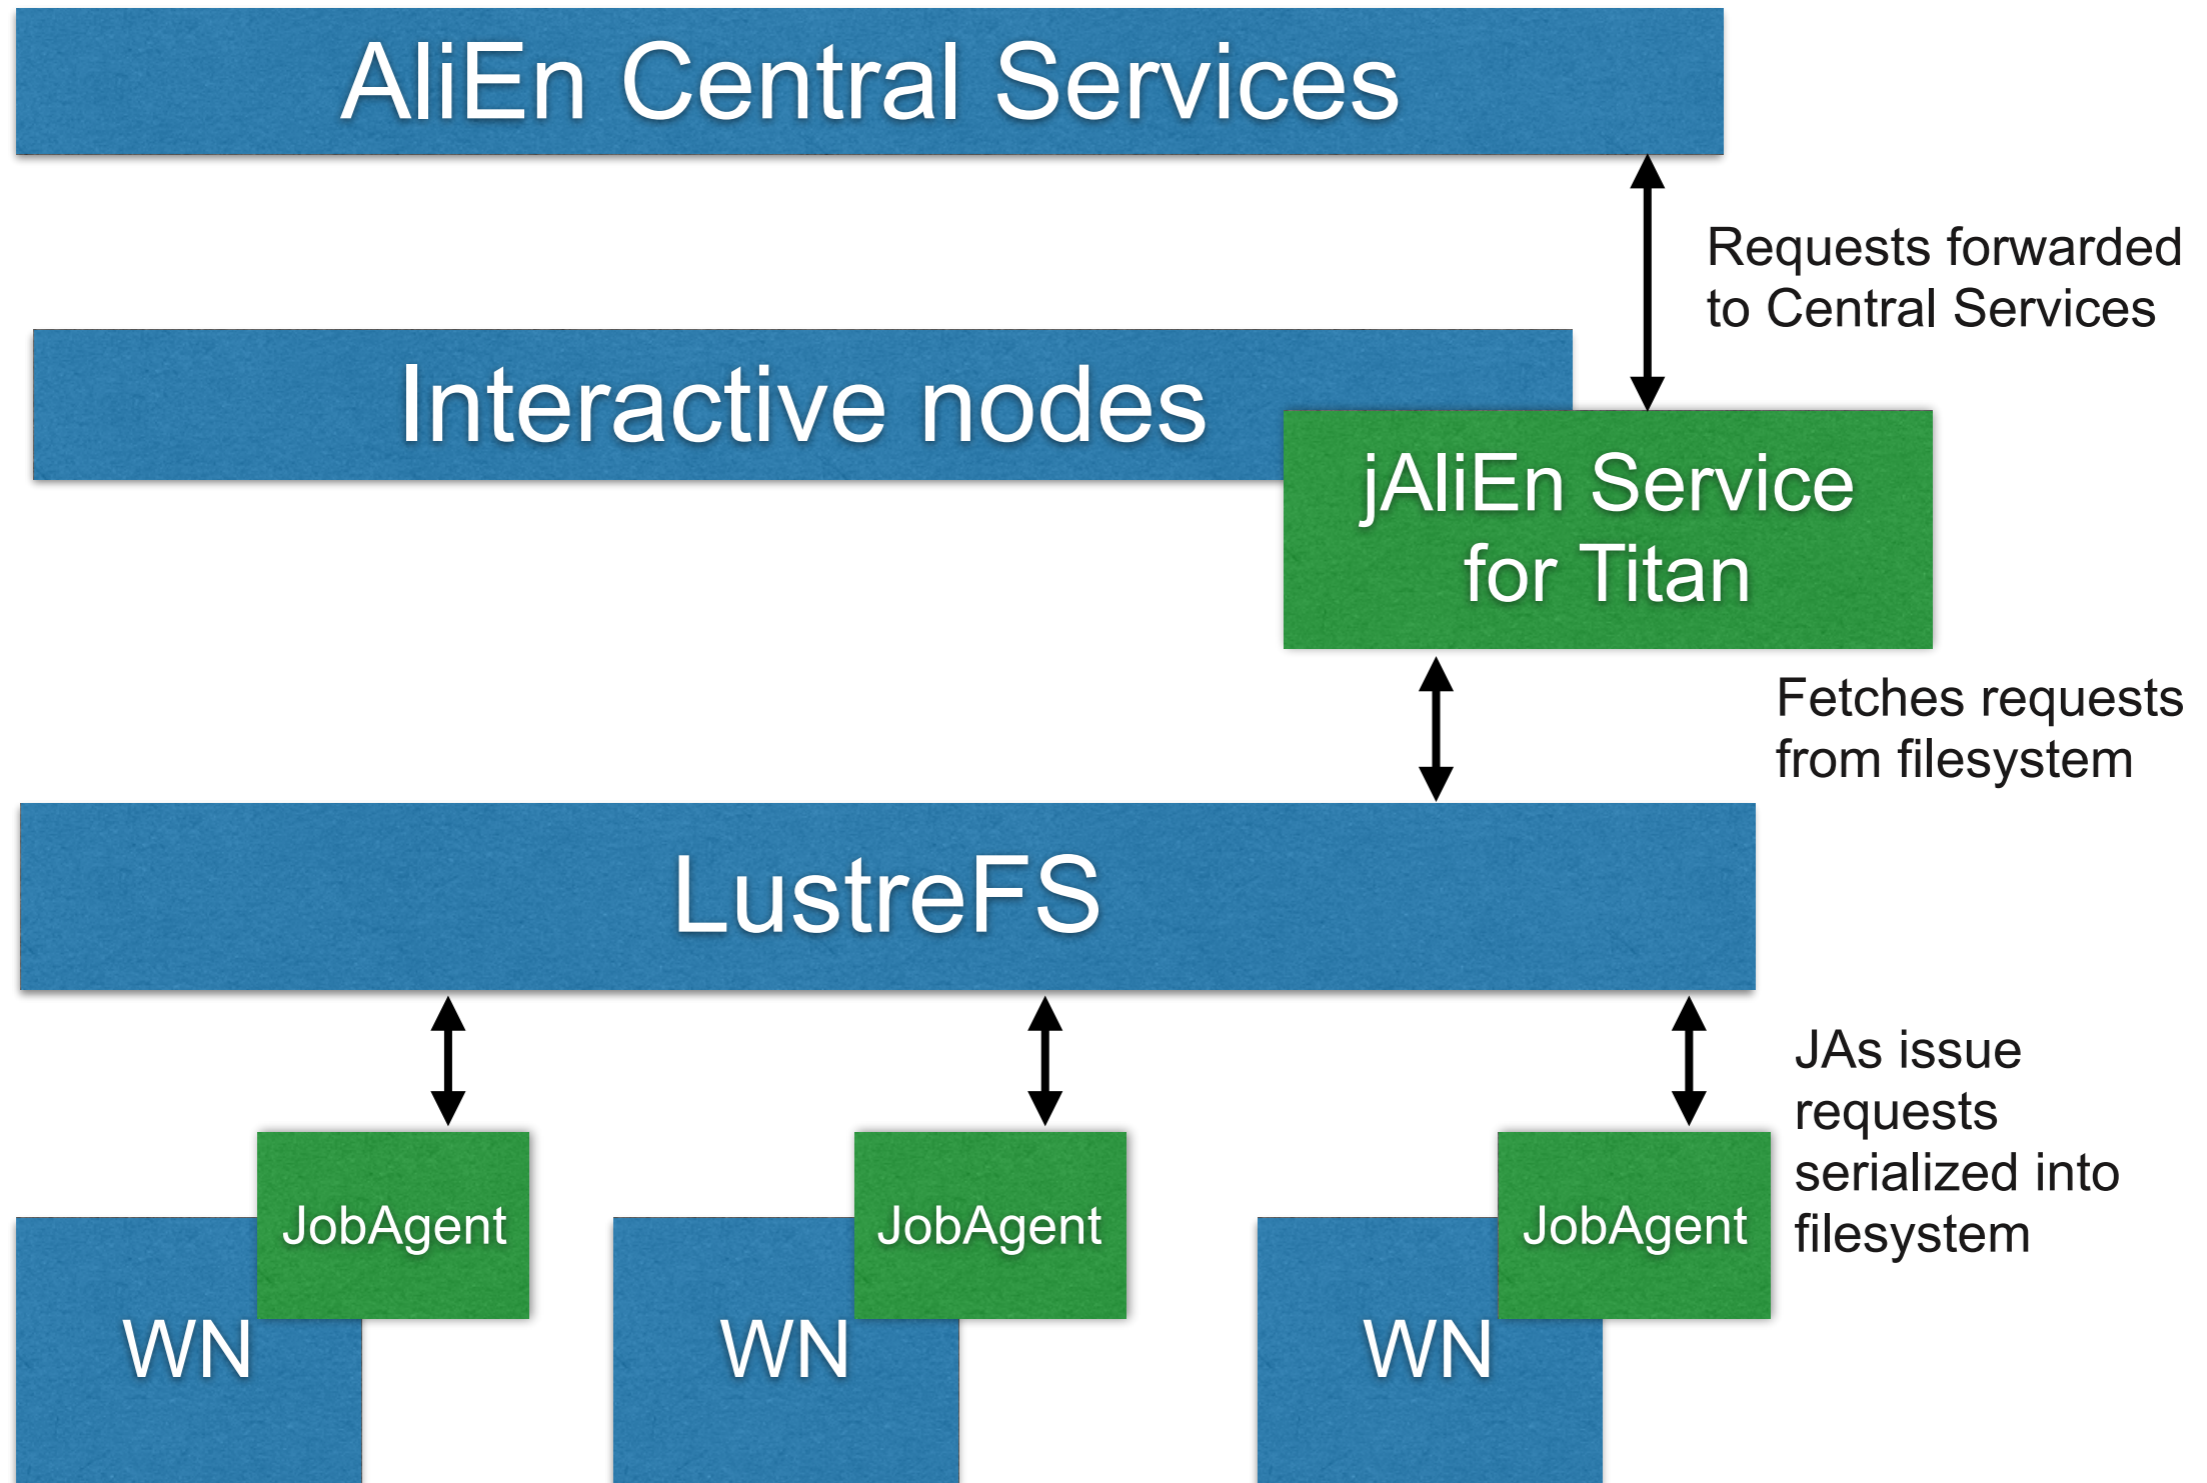 AliEn Central Services
Requests forwarded
to Central Services
Interactive nodes
jAliEn Service
for Titan
Fetches requests
from filesystem
LustreFS
JAs issue
requests
serialized into
filesystem
JobAgent
JobAgent
JobAgent
WN
WN
WN